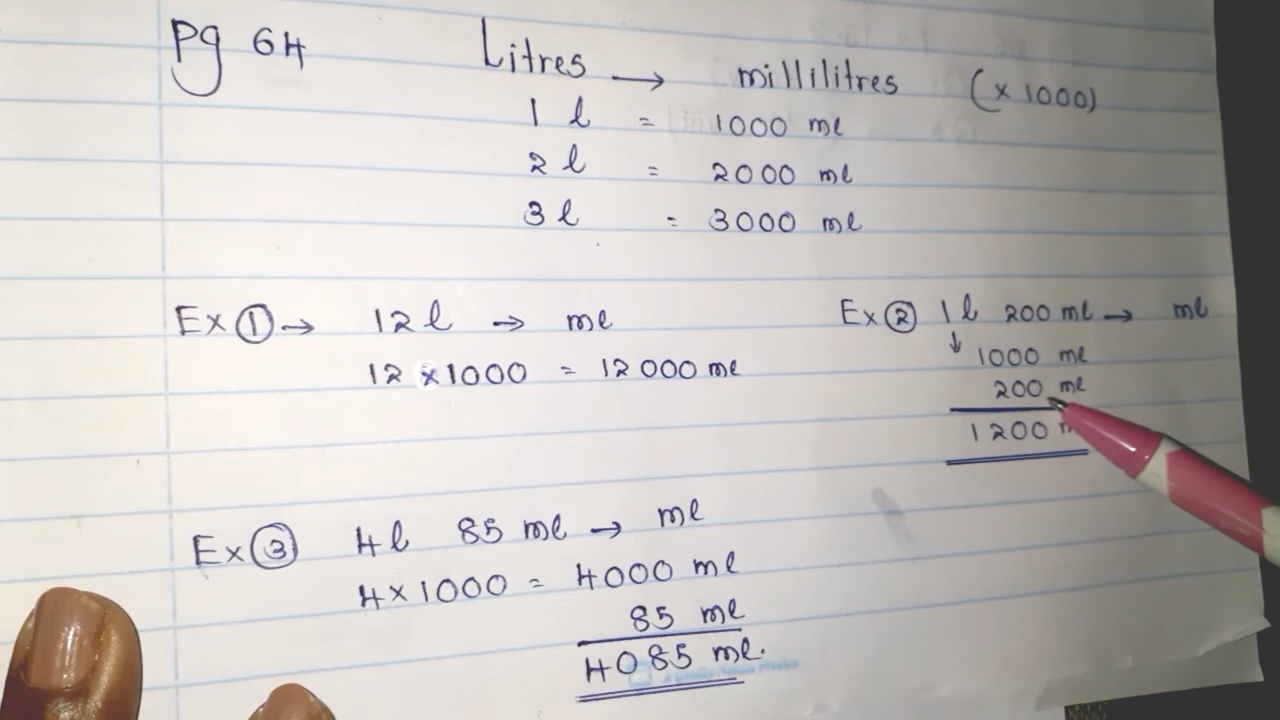 Pg 64
Litres → millilitres (x 1000)
1 l = 1000 ml
2 l = 2000 ml
3 l = 3000 ml
Ex ① → 12 l → ml
12 x 1000 = 12 000 ml
Ex ② 1 l 200 ml → ml
↓ 1000 ml
200 ml
1200
Ex ③ 4 l 85 ml → ml
4 x 1000 = 4000 ml
85 ml
4085 ml.